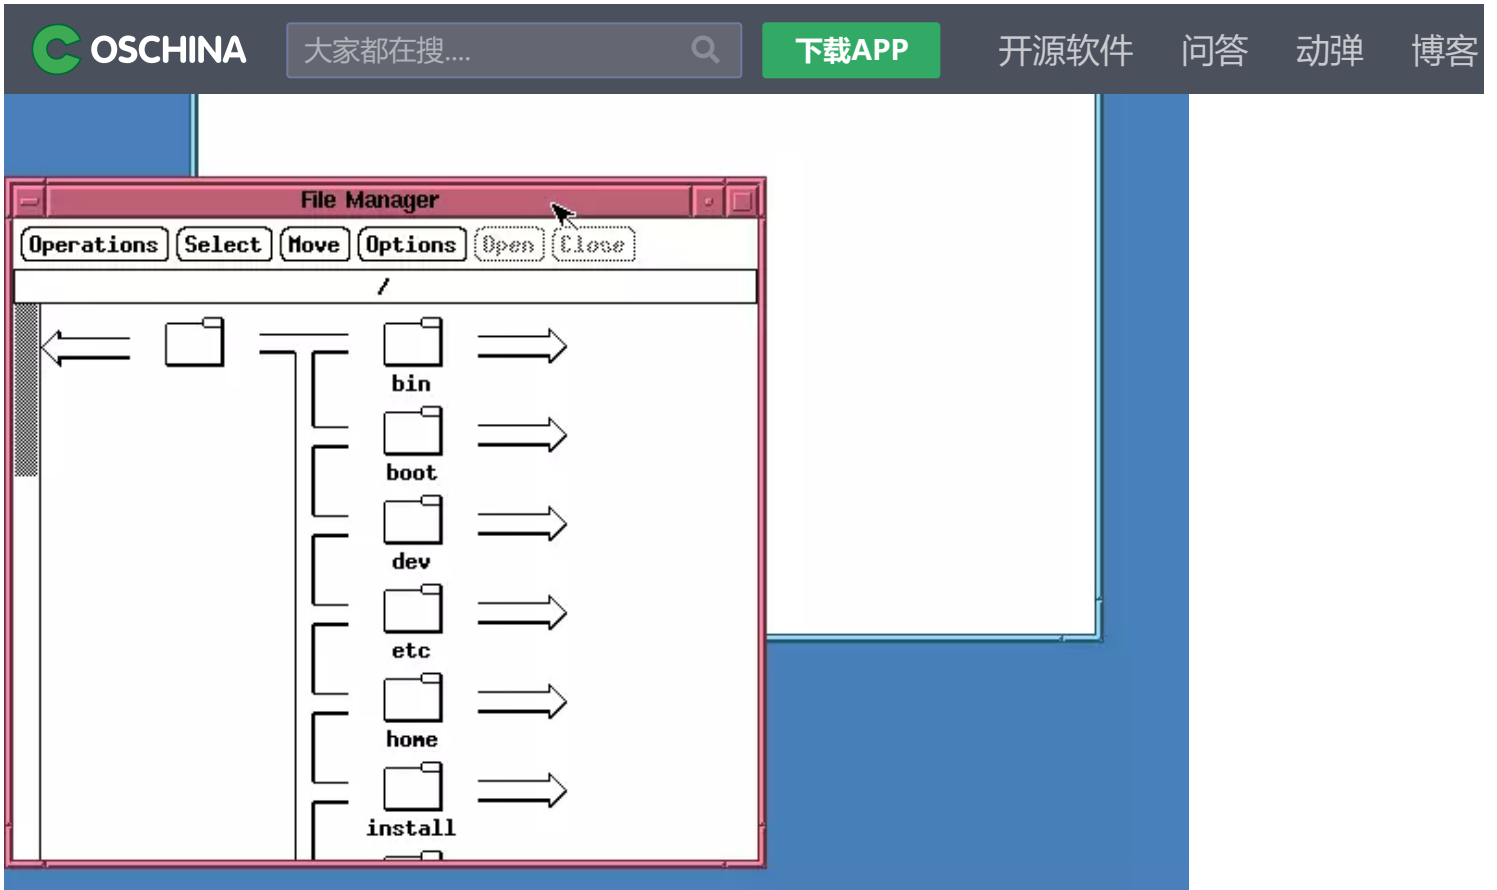 OSCHINA 大家都在搜.... 下载APP 开源软件 问答 动弹 博客
File Manager
Operations Select Move Options Open Close
/
bin
boot
dev
etc
home
install